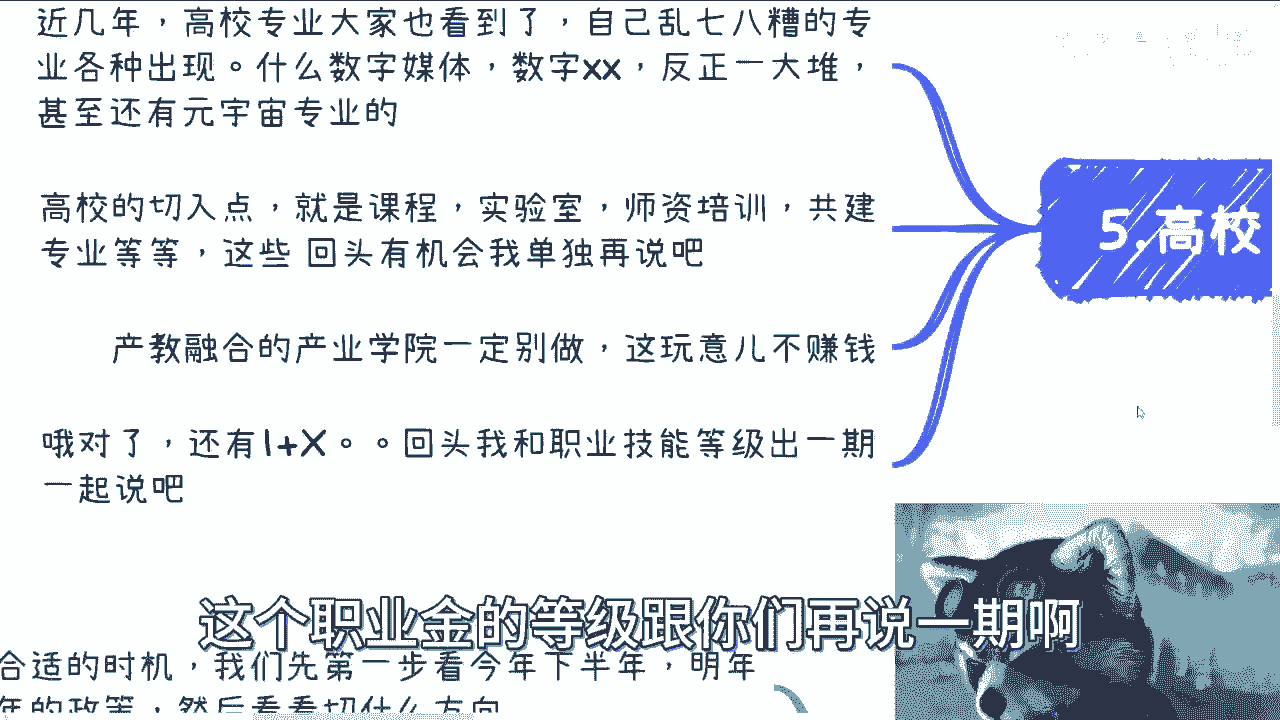 近几年，高校专业大家也看到了，自己乱七八糟的专
业各种出现。什么数字媒体，数字xx，反正一大堆，
甚至还有元宇宙专业的
高校的切入点，就是课程，实验室，师资培训，共建
专业等等，这些 回头有机会我单独再说吧
产教融合的产业学院一定别做，这玩意儿不赚钱
哦对了，还有1+X。。回头我和职业技能等级出一期
一起说吧
5.高校
这个职业金的等级跟你们再说一期啊
合适的时机，我们先第一步看今年下半年，明年
年的政策，然后看看切什么方向